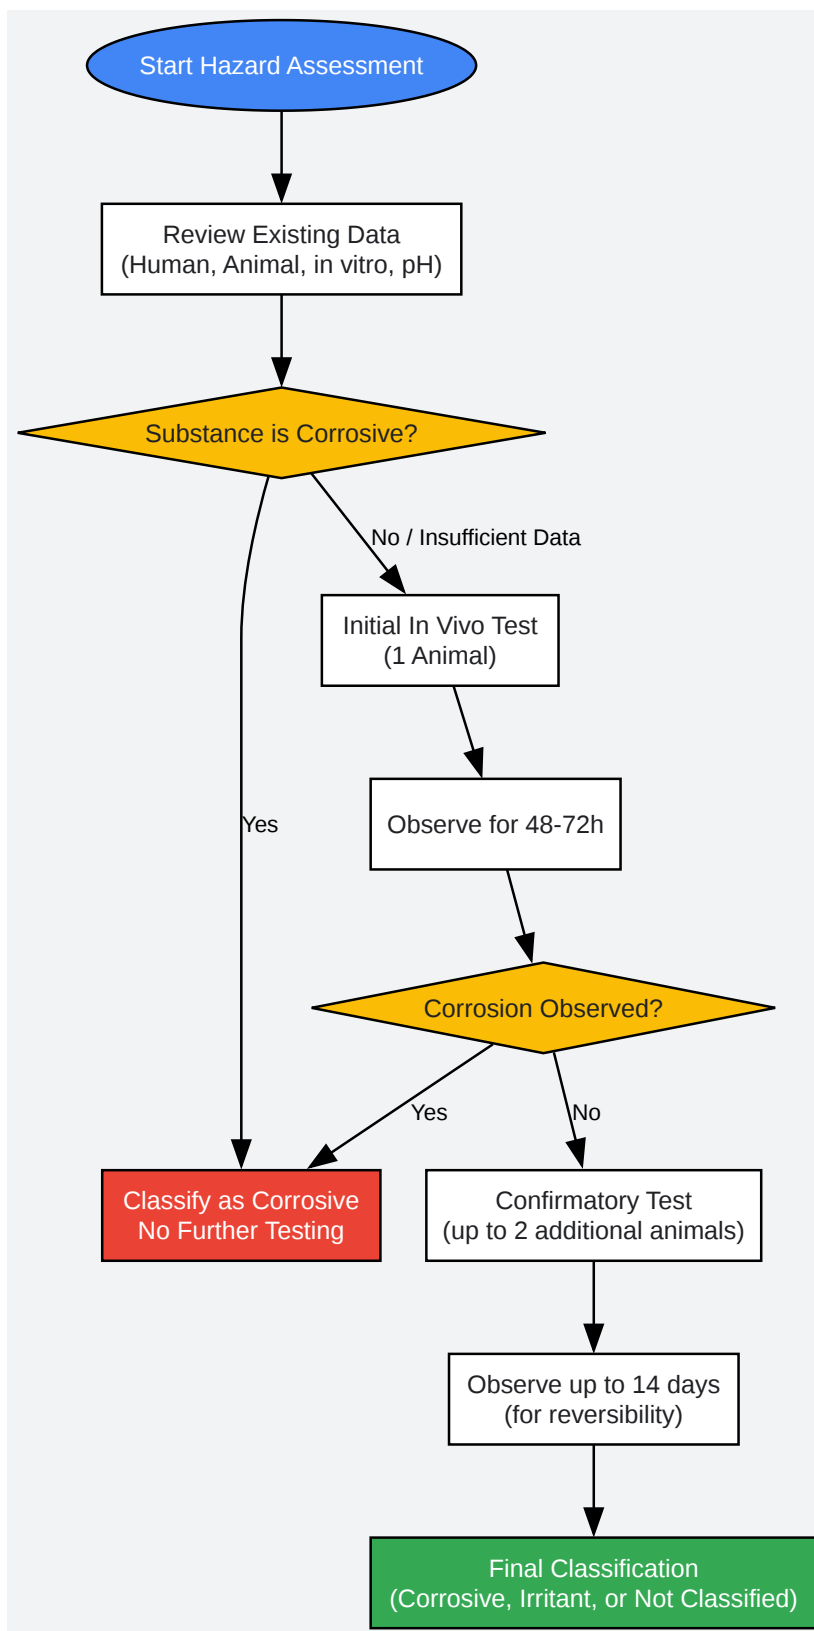 Start Hazard Assessment
Review Existing Data
(Human, Animal, in vitro, pH)
Substance is Corrosive?
No / Insufficient Data
Initial In Vivo Test
(1 Animal)
Yes
Observe for 48-72h
Corrosion Observed?
Yes
No
Classify as Corrosive
No Further Testing
Confirmatory Test
(up to 2 additional animals)
Observe up to 14 days
(for reversibility)
Final Classification
(Corrosive, Irritant, or Not Classified)